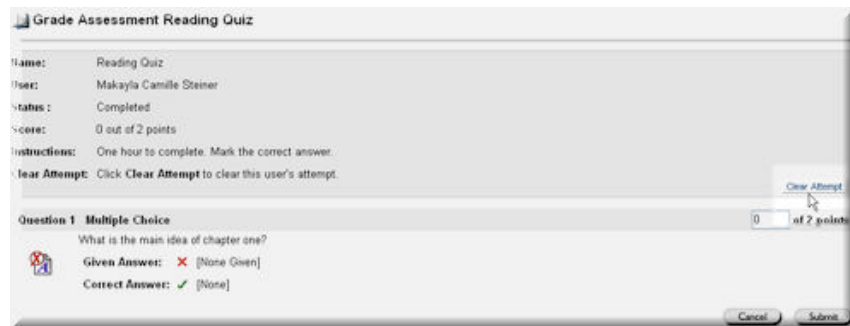 Grade Assessment Reading Quiz
Name: Reading Quiz
User: Makayla Camille Steiner
Status : Completed
Score: 0 out of 2 points
Instructions: One hour to complete. Mark the correct answer.
Clear Attempt: Click Clear Attempt to clear this user's attempt.
Clear Attempt
Question 1 Multiple Choice 0 of 2 points
What is the main idea of chapter one?
Given Answer: [None Given]
Correct Answer: [None]
Cancel Submit